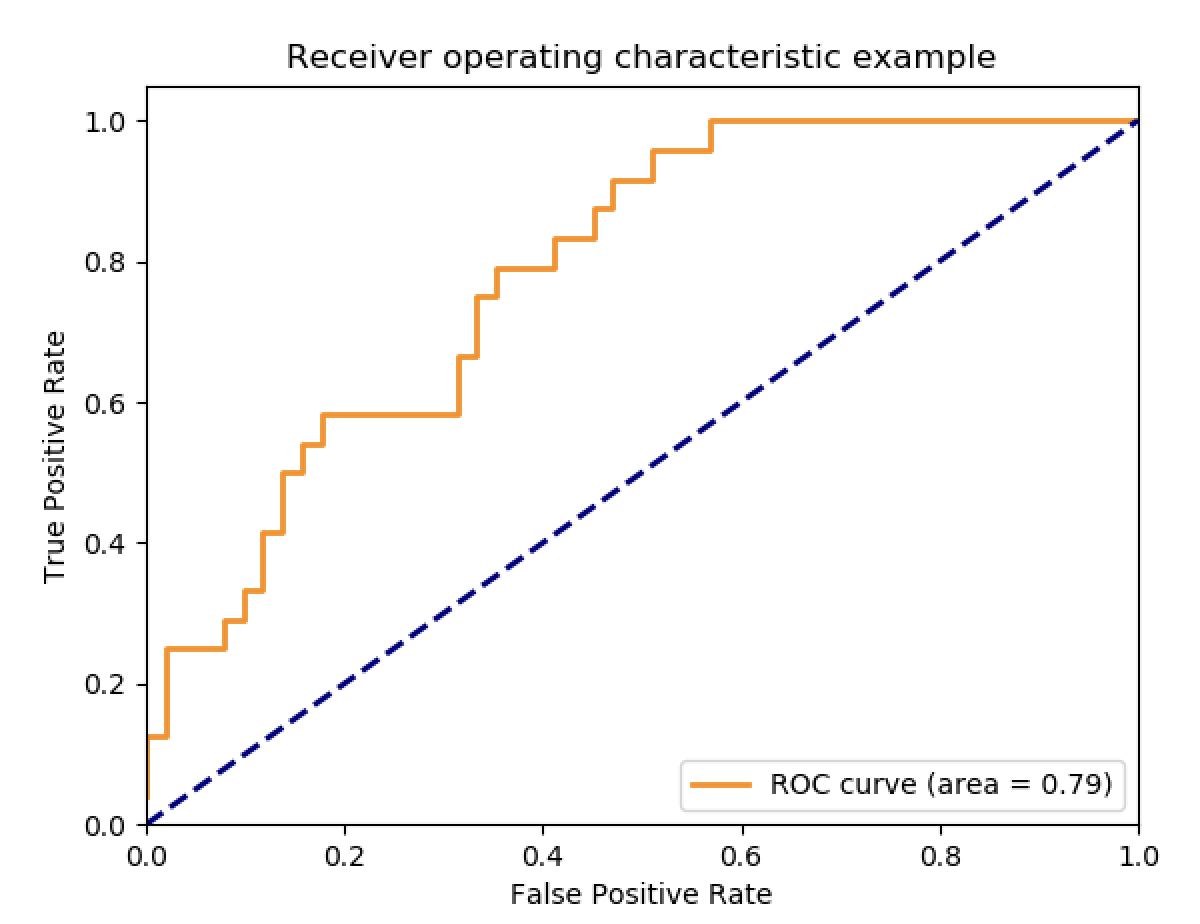 Receiver operating characteristic example
1.0
0.8
0.6
0.4
0.2
0.0
True Positive Rate
ROC curve (area = 0.79)
0.0 0.2 0.4 0.6 0.8 1.0
False Positive Rate